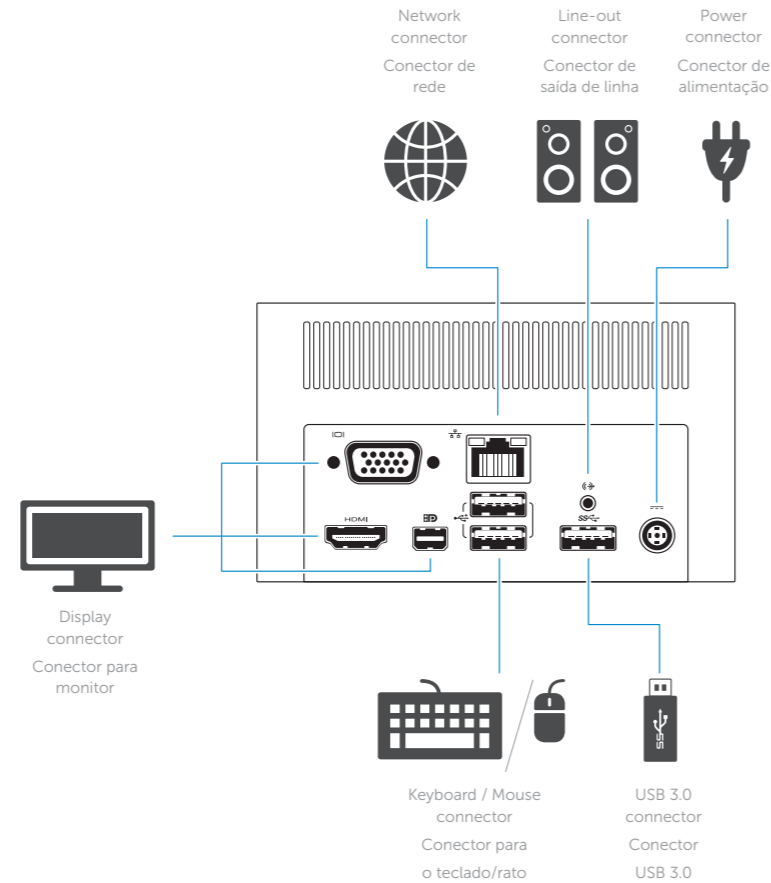 Network
connector
Conector de
rede
Line-out
connector
Conector de
saída de linha
Power
connector
Conector de
alimentação
HDMI
SS
Display
connector
Conector para
monitor
SS
Keyboard / Mouse
connector
Conector para
o teclado/rato
USB 3.0
connector
Conector
USB 3.0